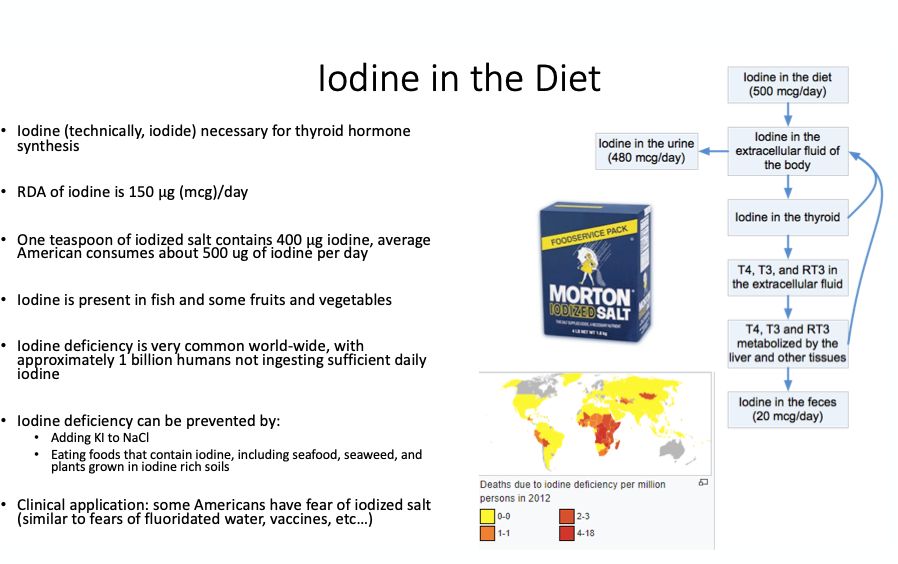 Iodine in the Diet
• Iodine (technically, iodide) necessary for thyroid hormone
synthesis
• RDA of iodine is 150 µg (mcg)/day
• One teaspoon of iodized salt contains 400 µg iodine, average
American consumes about 500 ug of iodine per day
• Iodine is present in fish and some fruits and vegetables
• Iodine deficiency is very common world-wide, with
approximately 1 billion humans not ingesting sufficient daily
iodine
• Iodine deficiency can be prevented by:
• Adding KI to NaCl
• Eating foods that contain iodine, including seafood, seaweed, and
plants grown in iodine rich soils
• Clinical application: some Americans have fear of iodized salt
(similar to fears of fluoridated water, vaccines, etc…)
FOODSERVICE PACK
MORTON
IODIZED SALT
THIS SALT SUPPLIES IODIDE, A NECESSARY NUTRIENT
4 LB NET WT 1.8 kg
Deaths due to iodine deficiency per million
persons in 2012
0-0
1-1
2-3
4-18
Iodine in the diet
(500 mcg/day)
Iodine in the urine
(480 mcg/day)
Iodine in the
extracellular fluid of
the body
Iodine in the thyroid
T4, T3, and RT3 in
the extracellular fluid
T4, T3 and RT3
metabolized by the
liver and other tissues
Iodine in the feces
(20 mcg/day)